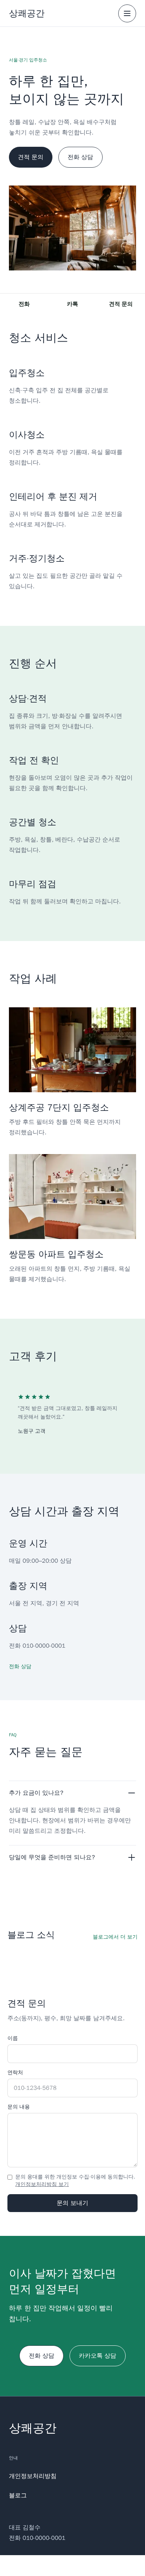 상쾌공간
서울·경기 입주청소
하루 한 집만,
보이지 않는 곳까지
창틀 레일, 수납장 안쪽, 욕실 배수구처럼
놓치기 쉬운 곳부터 확인합니다.
견적 문의
전화 상담
전화
카톡
견적 문의
청소 서비스
입주청소
신축·구축 입주 전 집 전체를 공간별로
청소합니다.
이사청소
이전 거주 흔적과 주방 기름때, 욕실 물때를
정리합니다.
인테리어 후 분진 제거
공사 뒤 바닥 틈과 창틀에 남은 고운 분진을
순서대로 제거합니다.
거주·정기청소
살고 있는 집도 필요한 공간만 골라 맡길 수
있습니다.
진행 순서
상담·견적
집 종류와 크기, 방·화장실 수를 알려주시면
범위와 금액을 먼저 안내합니다.
작업 전 확인
현장을 돌아보며 오염이 많은 곳과 추가 작업이
필요한 곳을 함께 확인합니다.
공간별 청소
주방, 욕실, 창틀, 베란다, 수납공간 순서로
작업합니다.
마무리 점검
작업 뒤 함께 둘러보며 확인하고 마칩니다.
작업 사례
상계주공 7단지 입주청소
주방 후드 필터와 창틀 안쪽 묵은 먼지까지
정리했습니다.
쌍문동 아파트 입주청소
오래된 아파트의 창틀 먼지, 주방 기름때, 욕실
물때를 제거했습니다.
고객 후기
★★★★★
"견적 받은 금액 그대로였고, 창틀 레일까지
깨끗해서 놀랐어요."
노원구 고객
상담 시간과 출장 지역
운영 시간
매일 09:00–20:00 상담
출장 지역
서울 전 지역, 경기 전 지역
상담
전화 010-0000-0001
전화 상담
FAQ
자주 묻는 질문
추가 요금이 있나요?
상담 때 집 상태와 범위를 확인하고 금액을
안내합니다. 현장에서 범위가 바뀌는 경우에만
미리 말씀드리고 조정합니다.
당일에 무엇을 준비하면 되나요?
블로그 소식
블로그에서 더 보기
견적 문의
주소(동까지), 평수, 희망 날짜를 남겨주세요.
이름
연락처
010-1234-5678
문의 내용
문의 응대를 위한 개인정보 수집·이용에 동의합니다.
개인정보처리방침 보기
문의 보내기
이사 날짜가 잡혔다면
먼저 일정부터
하루 한 집만 작업해서 일정이 빨리
찹니다.
전화 상담
카카오톡 상담
상쾌공간
안내
개인정보처리방침
블로그
대표 김철수
전화 010-0000-0001